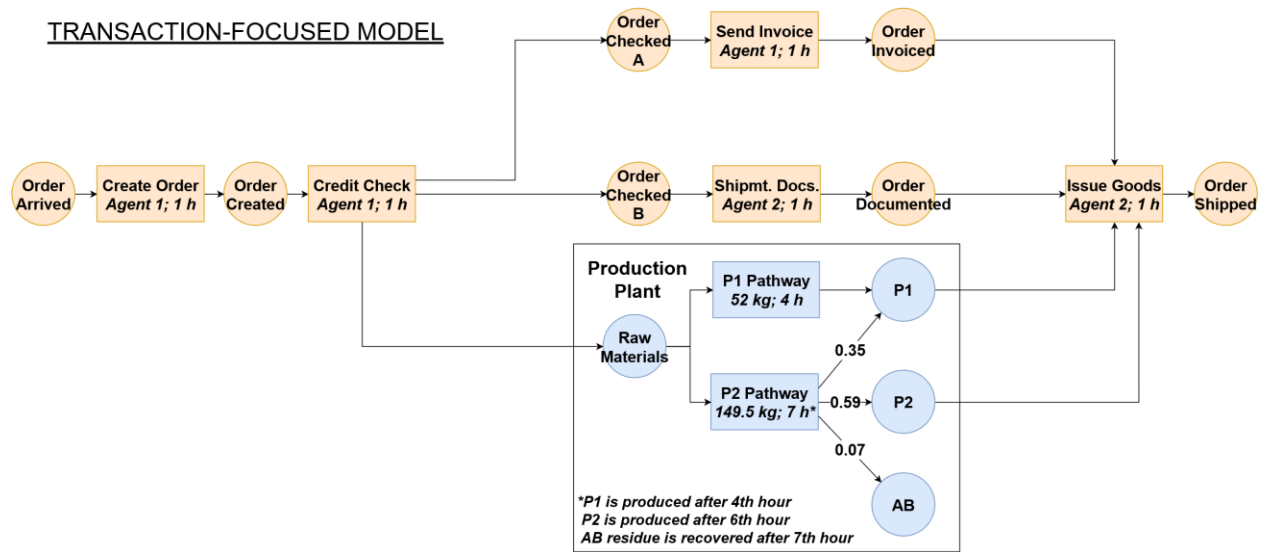 TRANSACTION-FOCUSED MODEL
Order
Checked
A
Send Invoice
Agent 1; 1 h
Order
Invoiced
Order
Arrived
Create Order
Agent 1; 1 h
Order
Created
Credit Check
Agent 1; 1 h
Order
Checked
B
Shipmt. Docs.
Agent 2; 1 h
Order
Documented
Issue Goods
Agent 2; 1 h
Order
Shipped
Production
Plant
Raw
Materials
P1 Pathway
52 kg; 4 h
P1
0.35
P2 Pathway
149.5 kg; 7 h*
0.59
P2
0.07
AB
*P1 is produced after 4th hour
P2 is produced after 6th hour
AB residue is recovered after 7th hour